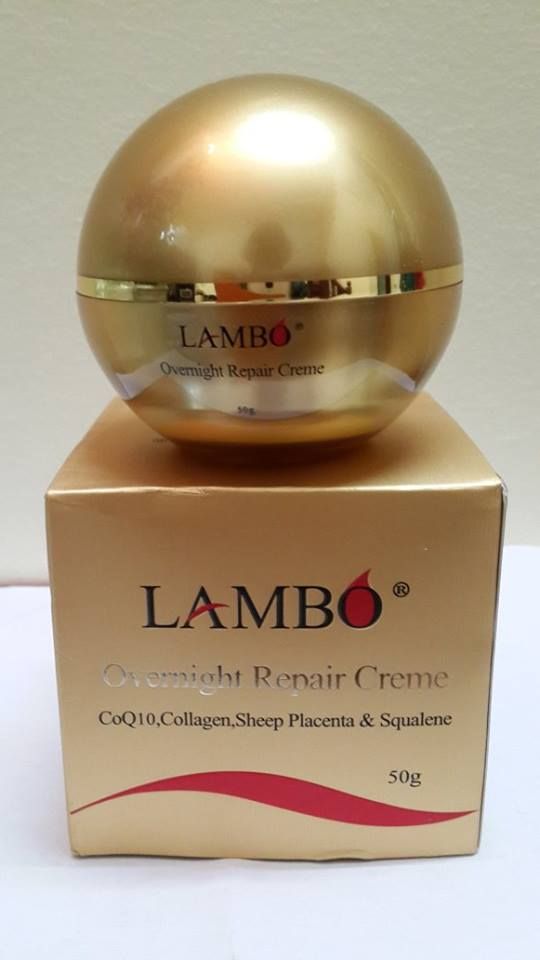 LAMBO®
Overnight Repair Creme
50g
LAMBO®
Overnight Repair Creme
CoQ10,Collagen,Sheep Placenta & Squalene
50g